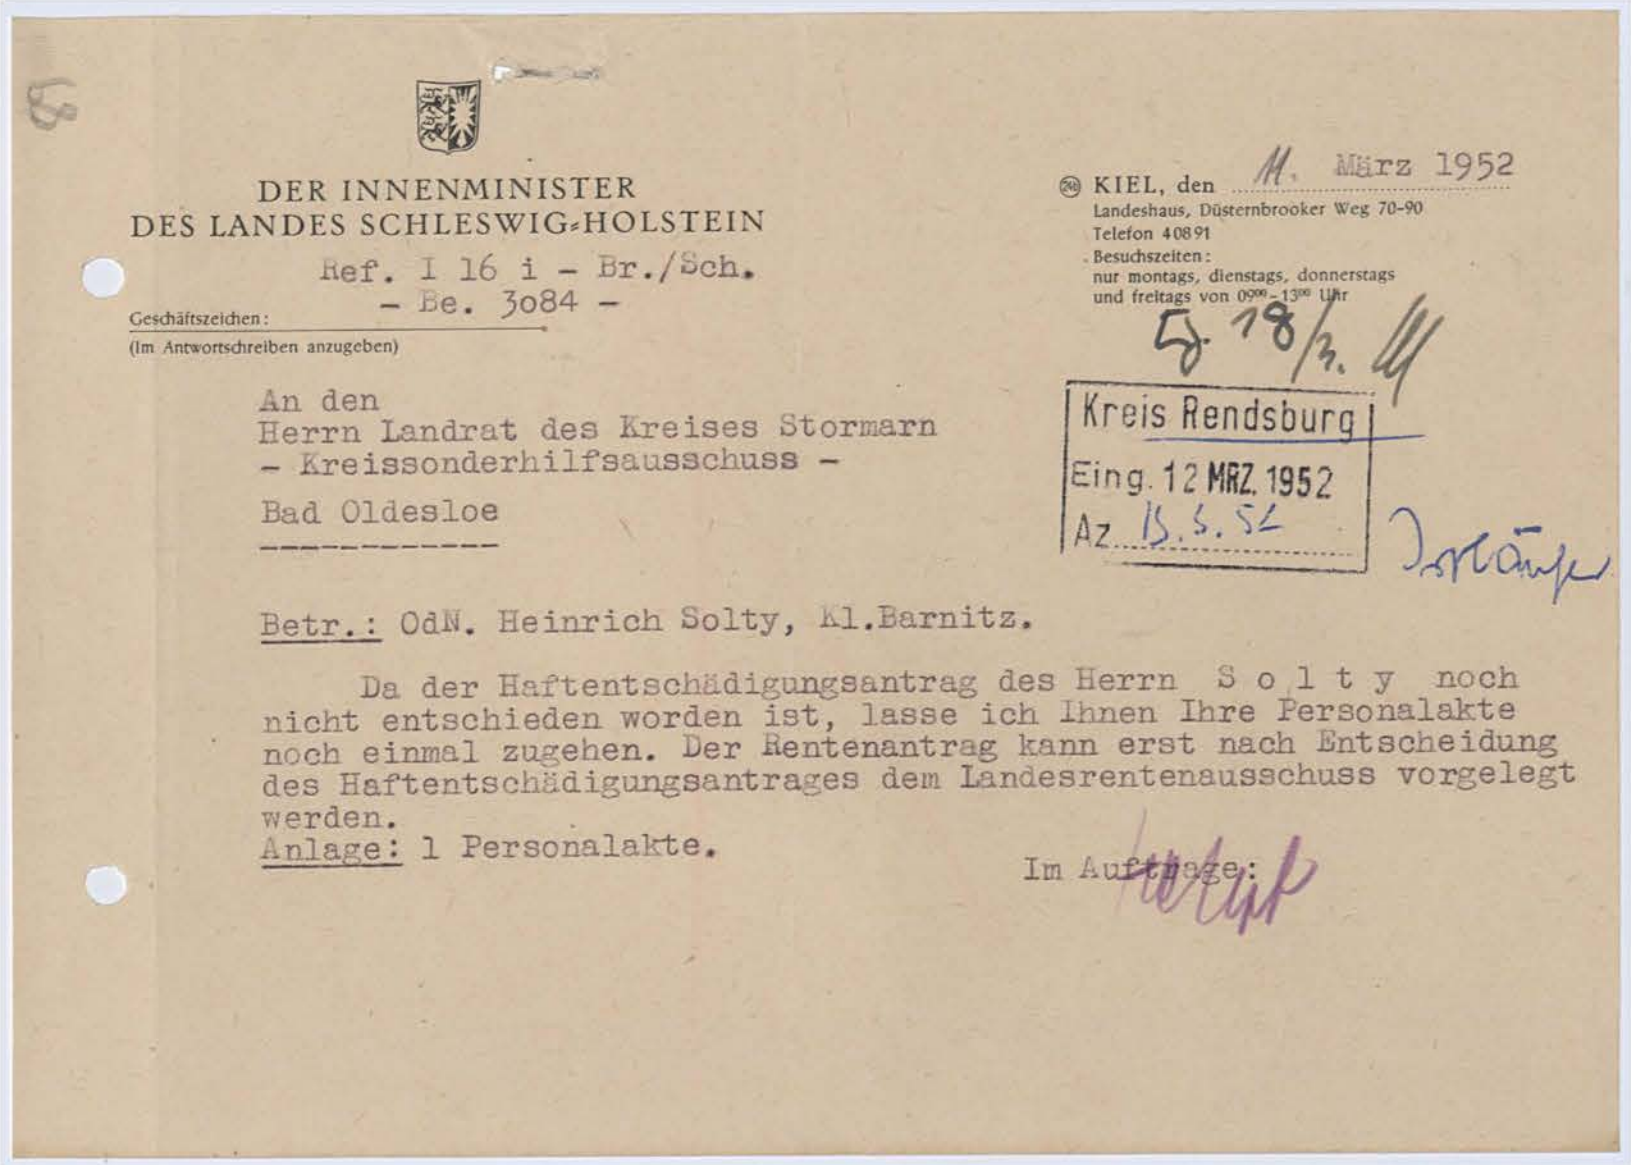 DER INNENMINISTER
DES LANDES SCHLESWIG-HOLSTEIN
Ref. I 16 i - Br./Sch.
- Be. 3084 -
Geschäftszeichen:
(Im Antwortschreiben anzugeben)
(24b) KIEL, den 11. März 1952
Landeshaus, Düsternbrooker Weg 70-90
Telefon 40891
Besuchszeiten:
nur montags, dienstags, donnerstags
und freitags von 09⁰⁰-13⁰⁰ Uhr
18/3.
Kreis Rendsburg
Eing. 12 MRZ. 1952
Az.
An den
Herrn Landrat des Kreises Stormarn
- Kreissonderhilfsausschuss -
Bad Oldesloe
Betr.: OdN. Heinrich Solty, Kl.Barnitz.
Da der Haftentschädigungsantrag des Herrn S o l t y noch
nicht entschieden worden ist, lasse ich Ihnen Ihre Personalakte
noch einmal zugehen. Der Rentenantrag kann erst nach Entscheidung
des Haftentschädigungsantrages dem Landesrentenausschuss vorgelegt
werden.
Anlage: 1 Personalakte.
Im Auftrage: